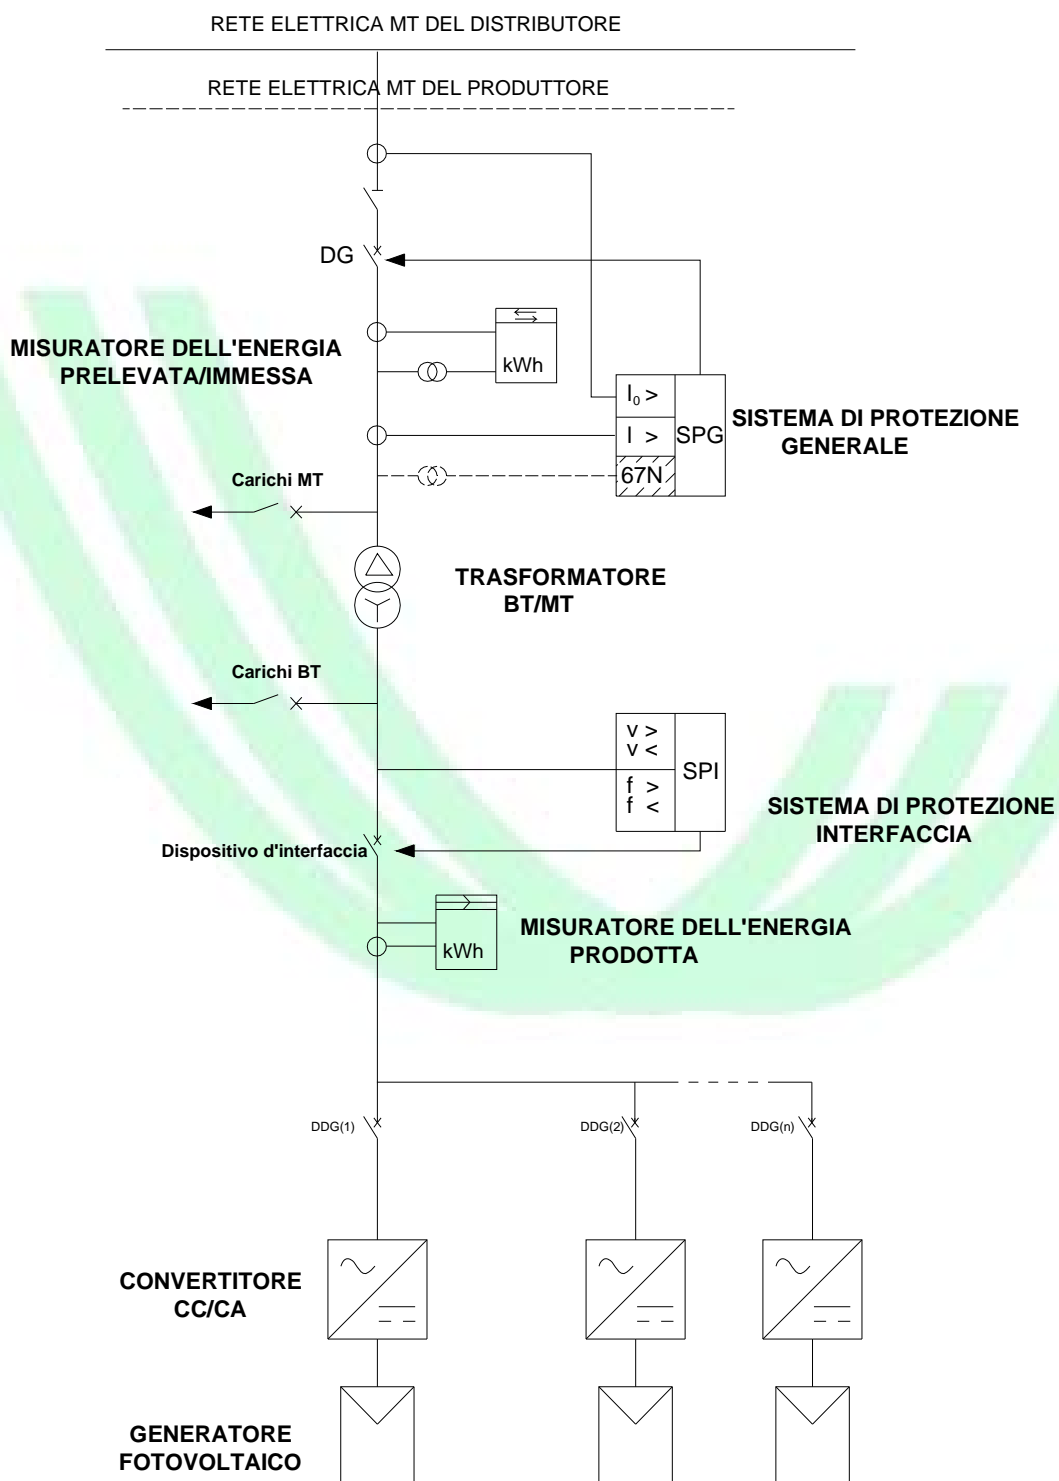 RETE ELETTRICA MT DEL DISTRIBUTORE
RETE ELETTRICA MT DEL PRODUTTORE
DG
MISURATORE DELL'ENERGIA
PRELEVATA/IMMESSA
kWh
I₀ >
I >
67N
SPG
SISTEMA DI PROTEZIONE
GENERALE
Carichi MT
TRASFORMATORE
BT/MT
Carichi BT
v >
v <
f >
f <
SPI
SISTEMA DI PROTEZIONE
INTERFACCIA
Dispositivo d'interfaccia
kWh
MISURATORE DELL'ENERGIA
PRODOTTA
DDG(1)
DDG(2)
DDG(n)
CONVERTITORE
CC/CA
GENERATORE
FOTOVOLTAICO